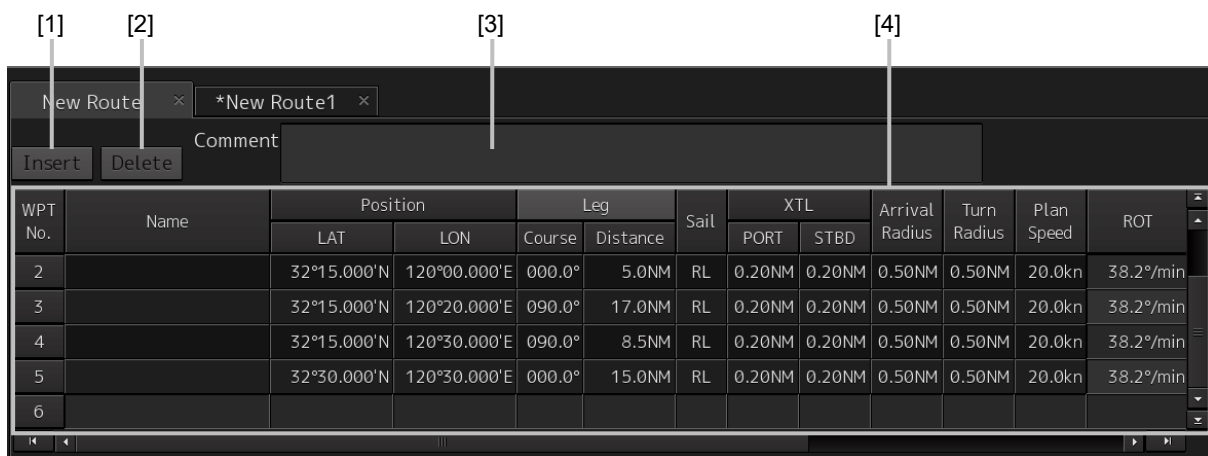 [1] [2] [3] [4]
New Route × *New Route1 ×
Insert Delete Comment
WPT No. Name Position Leg Sail XTL Arrival Radius Turn Radius Plan Speed ROT
LAT LON Course Distance PORT STBD
2 32°15.000'N 120°00.000'E 000.0° 5.0NM RL 0.20NM 0.20NM 0.50NM 0.50NM 20.0kn 38.2°/min
3 32°15.000'N 120°20.000'E 090.0° 17.0NM RL 0.20NM 0.20NM 0.50NM 0.50NM 20.0kn 38.2°/min
4 32°15.000'N 120°30.000'E 090.0° 8.5NM RL 0.20NM 0.20NM 0.50NM 0.50NM 20.0kn 38.2°/min
5 32°30.000'N 120°30.000'E 000.0° 15.0NM RL 0.20NM 0.20NM 0.50NM 0.50NM 20.0kn 38.2°/min
6